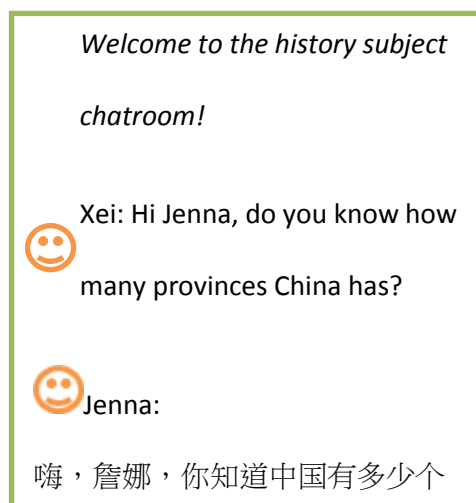 Welcome to the history subject
chatroom!
Xei: Hi Jenna, do you know how
many provinces China has?
Jenna:
嗨，詹娜，你知道中国有多少个